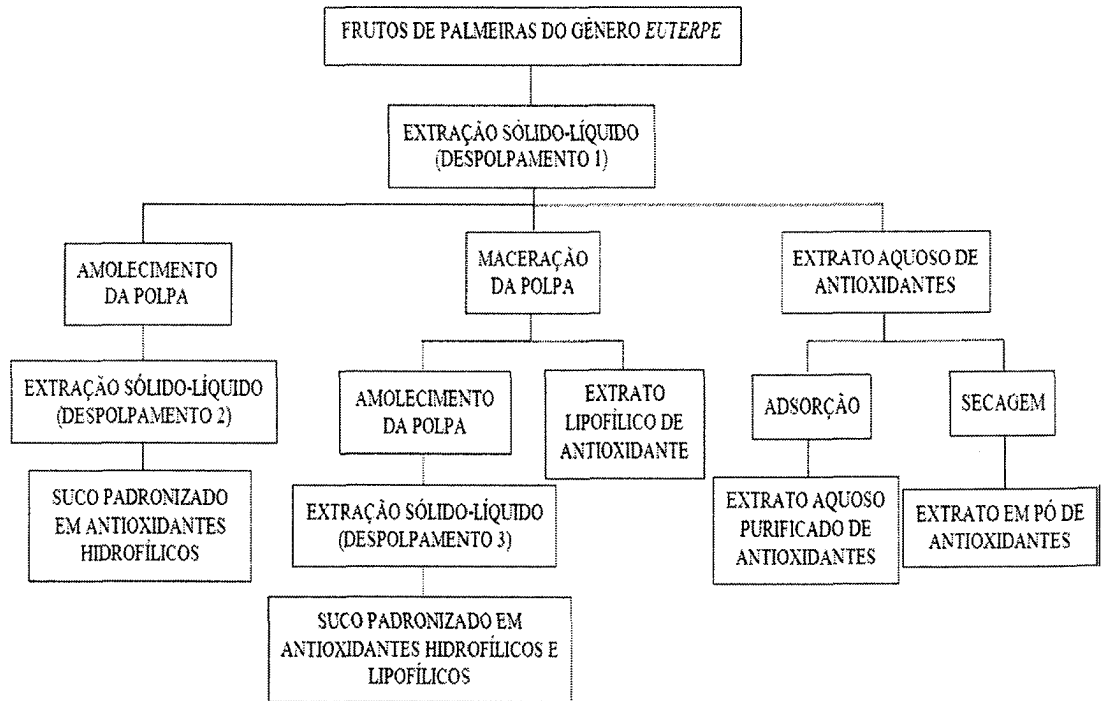 FRUTOS DE PALMEIRAS DO GÊNERO EUTERPE
EXTRAÇÃO SÓLIDO-LÍQUIDO
(DESPOLPAMENTO 1)
AMOLECIMENTO
DA POLPA
MACERAÇÃO
DA POLPA
EXTRATO AQUOSO DE
ANTIOXIDANTES
EXTRAÇÃO SÓLIDO-LÍQUIDO
(DESPOLPAMENTO 2)
AMOLECIMENTO
DA POLPA
EXTRATO
LIPOFÍLICO DE
ANTIOXIDANTE
ADSORÇÃO
SECAGEM
SUCO PADRONIZADO
EM ANTIOXIDANTES
HIDROFÍLICOS
EXTRAÇÃO SÓLIDO-LÍQUIDO
(DESPOLPAMENTO 3)
EXTRATO AQUOSO
PURIFICADO DE
ANTIOXIDANTES
EXTRATO EM PÓ DE
ANTIOXIDANTES
SUCO PADRONIZADO EM
ANTIOXIDANTES HIDROFÍLICOS E
LIPOFÍLICOS